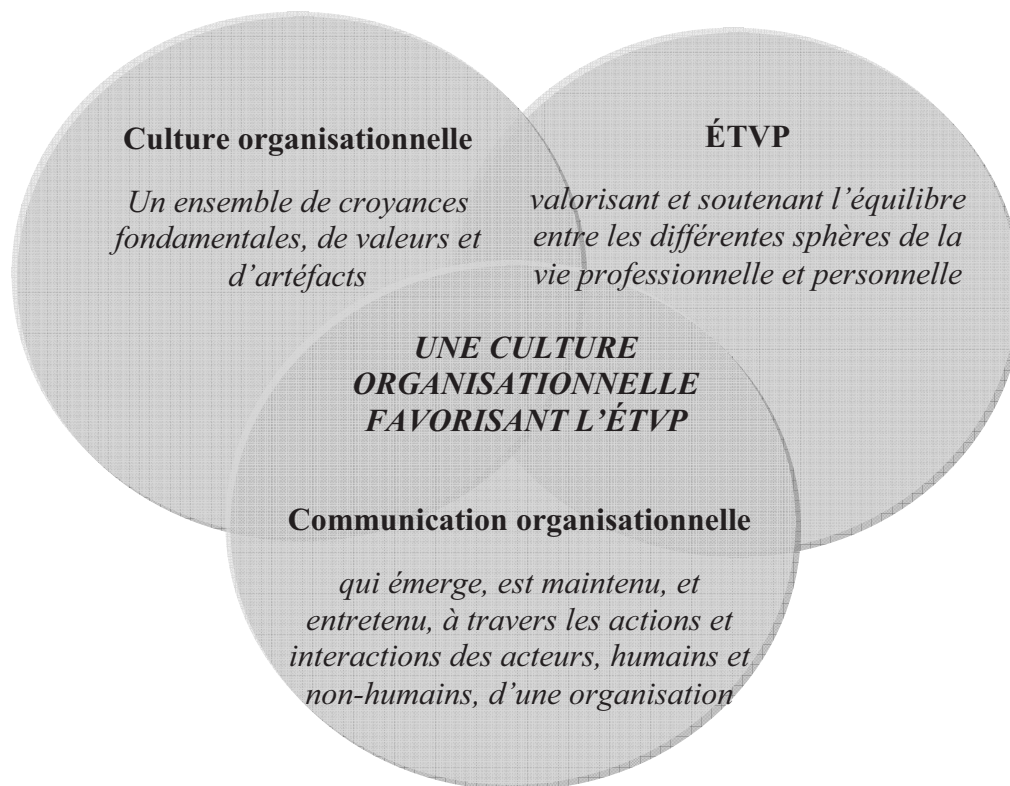 Culture organisationnelle
Un ensemble de croyances
fondamentales, de valeurs et
d'artéfacts
ÉTVP
valorisant et soutenant l'équilibre
entre les différentes sphères de la
vie professionnelle et personnelle
UNE CULTURE
ORGANISATIONNELLE
FAVORISANT L'ÉTVP
Communication organisationnelle
qui émerge, est maintenu, et
entretenu, à travers les actions et
interactions des acteurs, humains et
non-humains, d'une organisation